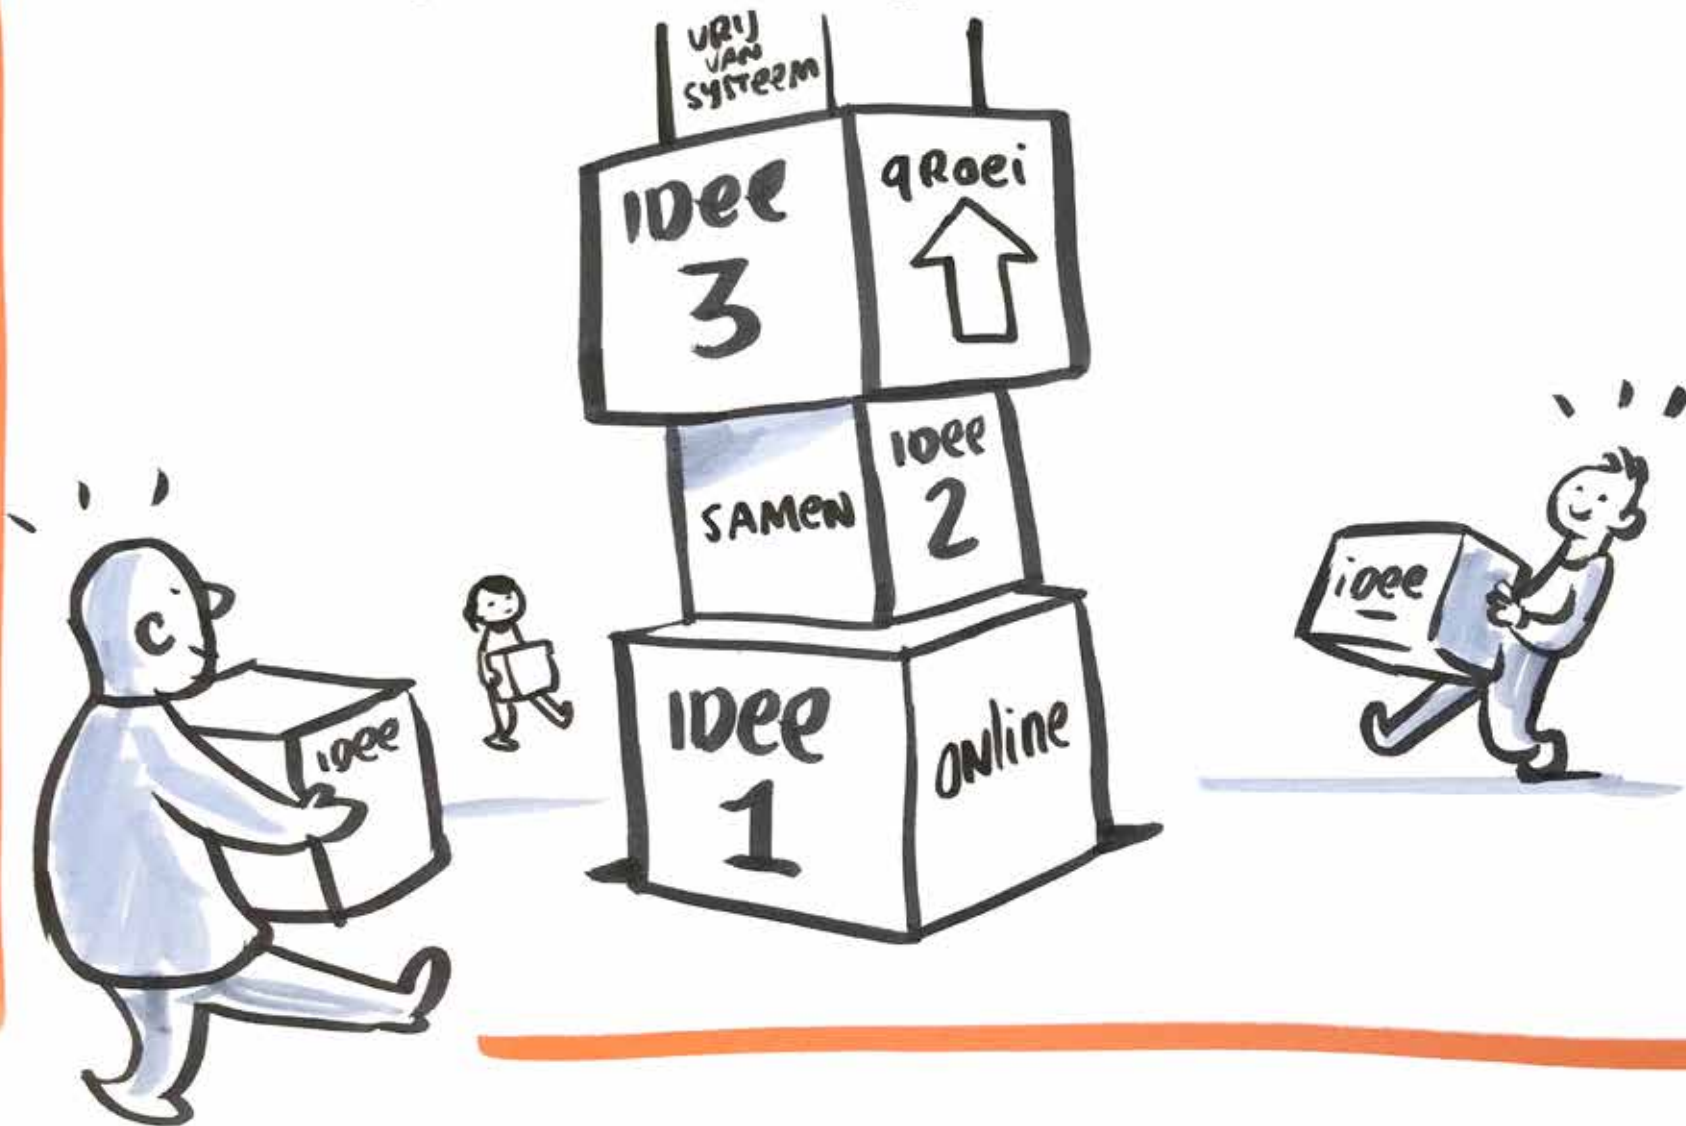 VRIJ
VAN
SYSTEEM
IDee
3
gRoei
SAMeN
IDee
2
IDee
1
ONline
idee
idee